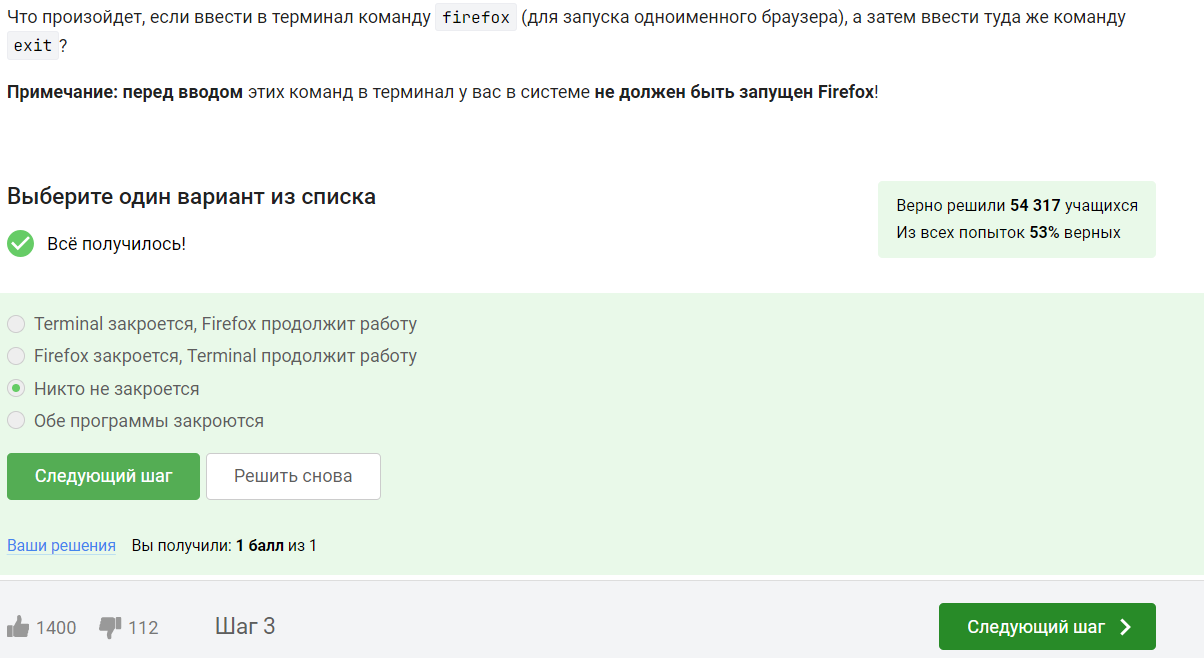 Что произойдет, если ввести в терминал команду firefox (для запуска одноименного браузера), а затем ввести туда же команду
exit ?
Примечание: перед вводом этих команд в терминал у вас в системе не должен быть запущен Firefox!
Выберите один вариант из списка
Верно решили 54 317 учащихся
Из всех попыток 53% верных
Всё получилось!
Terminal закроется, Firefox продолжит работу
Firefox закроется, Terminal продолжит работу
Никто не закроется
Обе программы закроются
Следующий шаг Решить снова
Ваши решения Вы получили: 1 балл из 1
1400 112 Шаг 3 Следующий шаг